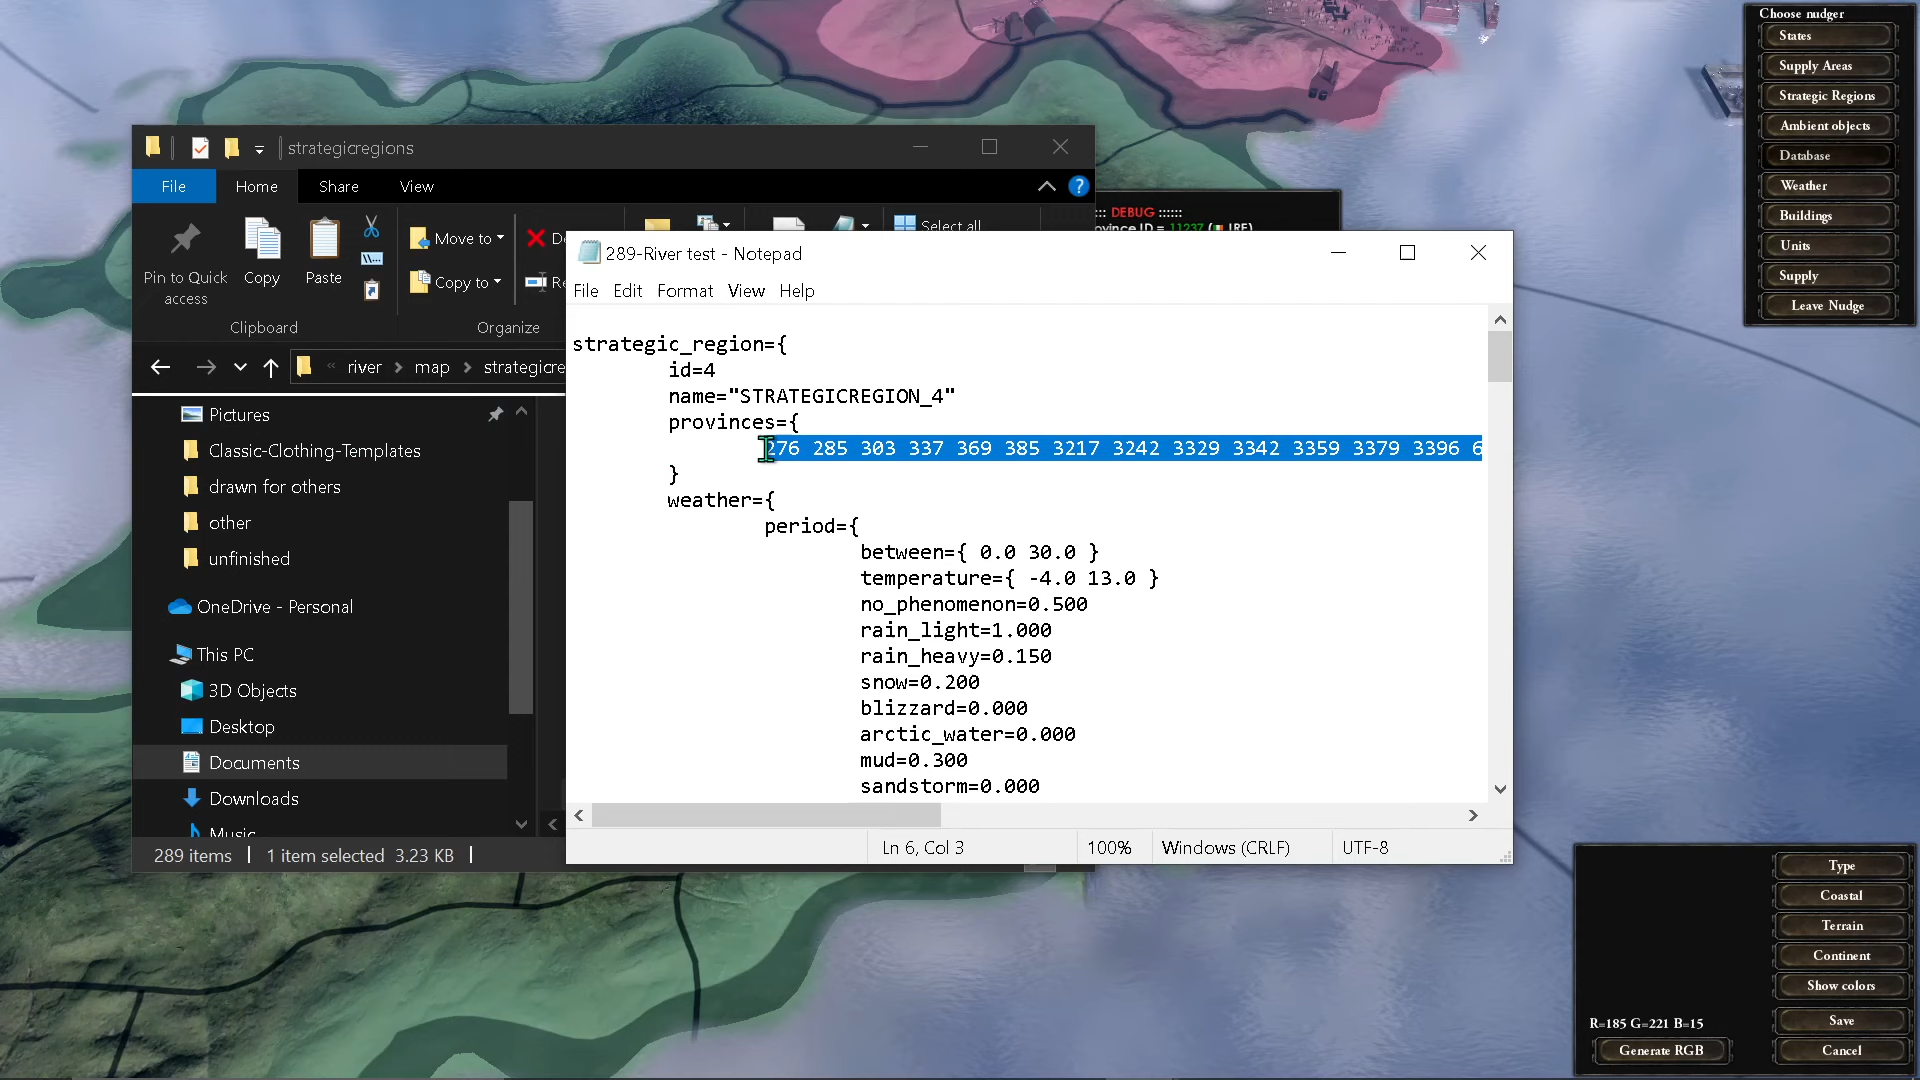 Choose nudger
States
Supply Areas
Strategic Regions
Ambient objects
Database
Weather
Buildings
Units
Supply
Leave Nudge
strategicregions
File
Home
Share
View
Pin to Quick
access
Copy
Paste
Move to
Copy to
Select all
Clipboard
Organize
river
map
Pictures
Classic-Clothing-Templates
drawn for others
other
unfinished
OneDrive - Personal
This PC
3D Objects
Desktop
Documents
Downloads
Music
289 items
1 item selected 3.23 KB
::: DEBUG ::::::
ovince ID = 11237 ( IRE)
289-River test - Notepad
File Edit Format View Help
strategic_region={
id=4
name="STRATEGICREGION_4"
provinces={
276 285 303 337 369 385 3217 3242 3329 3342 3359 3379 3396 6
}
weather={
period={
between={ 0.0 30.0 }
temperature={ -4.0 13.0 }
no_phenomenon=0.500
rain_light=1.000
rain_heavy=0.150
snow=0.200
blizzard=0.000
arctic_water=0.000
mud=0.300
sandstorm=0.000
Ln 6, Col 3
100%
Windows (CRLF)
UTF-8
Type
Coastal
Terrain
Continent
Show colors
R=185 G=221 B=15
Save
Generate RGB
Cancel